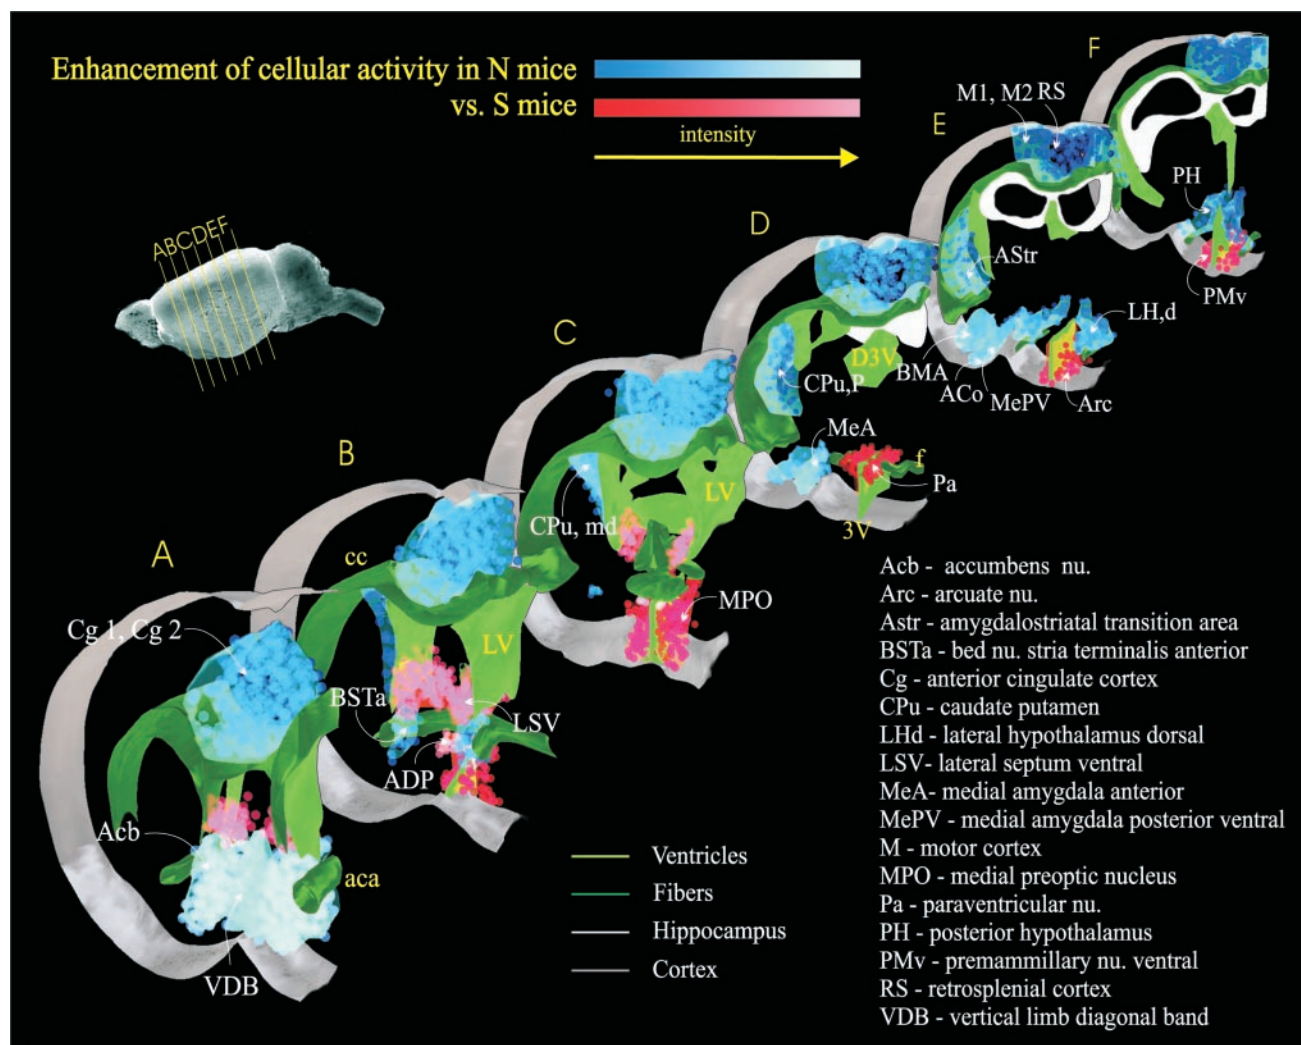 Enhancement of cellular activity in N mice
vs. S mice
intensity
ABCDEF
F
M1, M2 RS
E
PH
PMv
D
AStr
LH,d
BMA
ACo
MePV
Arc
C
D3V
CPu,P
MeA
f
Pa
3V
B
LV
CPu, md
MPO
A
cc
Cg 1, Cg 2
LV
BSTa
LSV
ADP
Acb
aca
VDB
Ventricles
Fibers
Hippocampus
Cortex
Acb - accumbens nu.
Arc - arcuate nu.
Astr - amygdalostriatal transition area
BSTa - bed nu. stria terminalis anterior
Cg - anterior cingulate cortex
CPu - caudate putamen
LHd - lateral hypothalamus dorsal
LSV- lateral septum ventral
MeA- medial amygdala anterior
MePV - medial amygdala posterior ventral
M - motor cortex
MPO - medial preoptic nucleus
Pa - paraventricular nu.
PH - posterior hypothalamus
PMv - premammillary nu. ventral
RS - retrosplenial cortex
VDB - vertical limb diagonal band